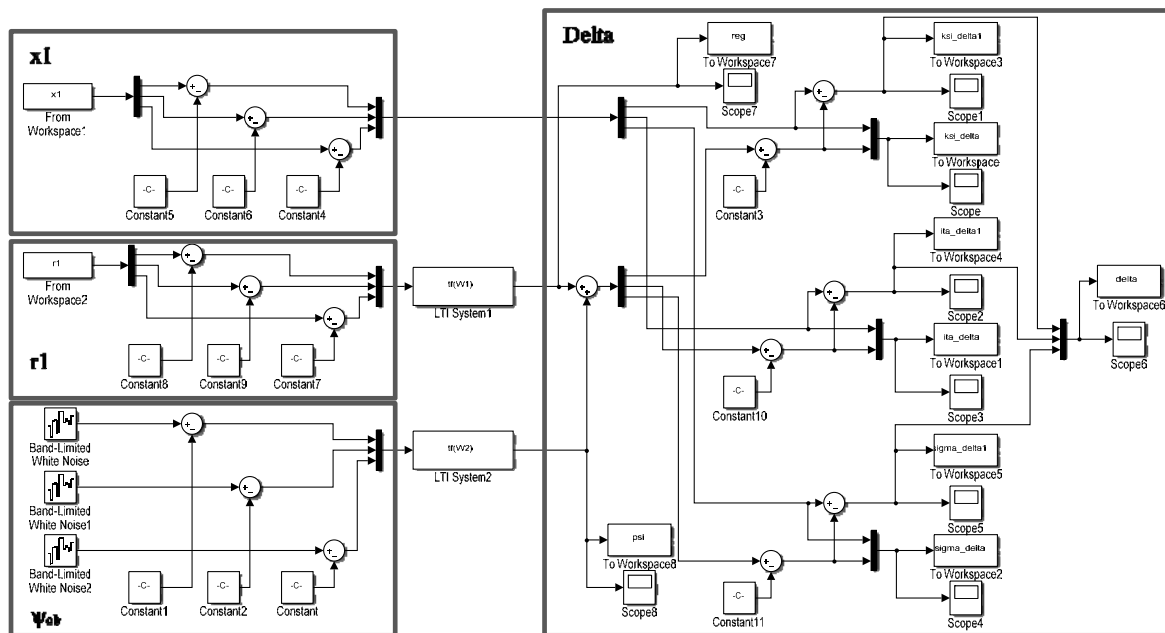 x1
x1
From
Workspace1
-C-
Constant5
-C-
Constant6
-C-
Constant4
r1
From
Workspace2
r1
-C-
Constant8
-C-
Constant9
-C-
Constant7
tf(W1)
LTI System1
Band-Limited
White Noise
Band-Limited
White Noise1
Band-Limited
White Noise2
-C-
Constant1
-C-
Constant2
-C-
Constant
tf(W2)
LTI System2
Delta
reg
To Workspace7
Scope7
ksi_delta1
To Workspace3
Scope1
ksi_delta
To Workspace
Scope
-C-
Constant3
ita_delta1
To Workspace4
Scope2
ita_delta
To Workspace1
Scope3
-C-
Constant10
delta
To Workspace6
Scope6
sigma_delta1
To Workspace5
Scope5
sigma_delta
To Workspace2
Scope4
-C-
Constant11
psi
To Workspace8
Scope8